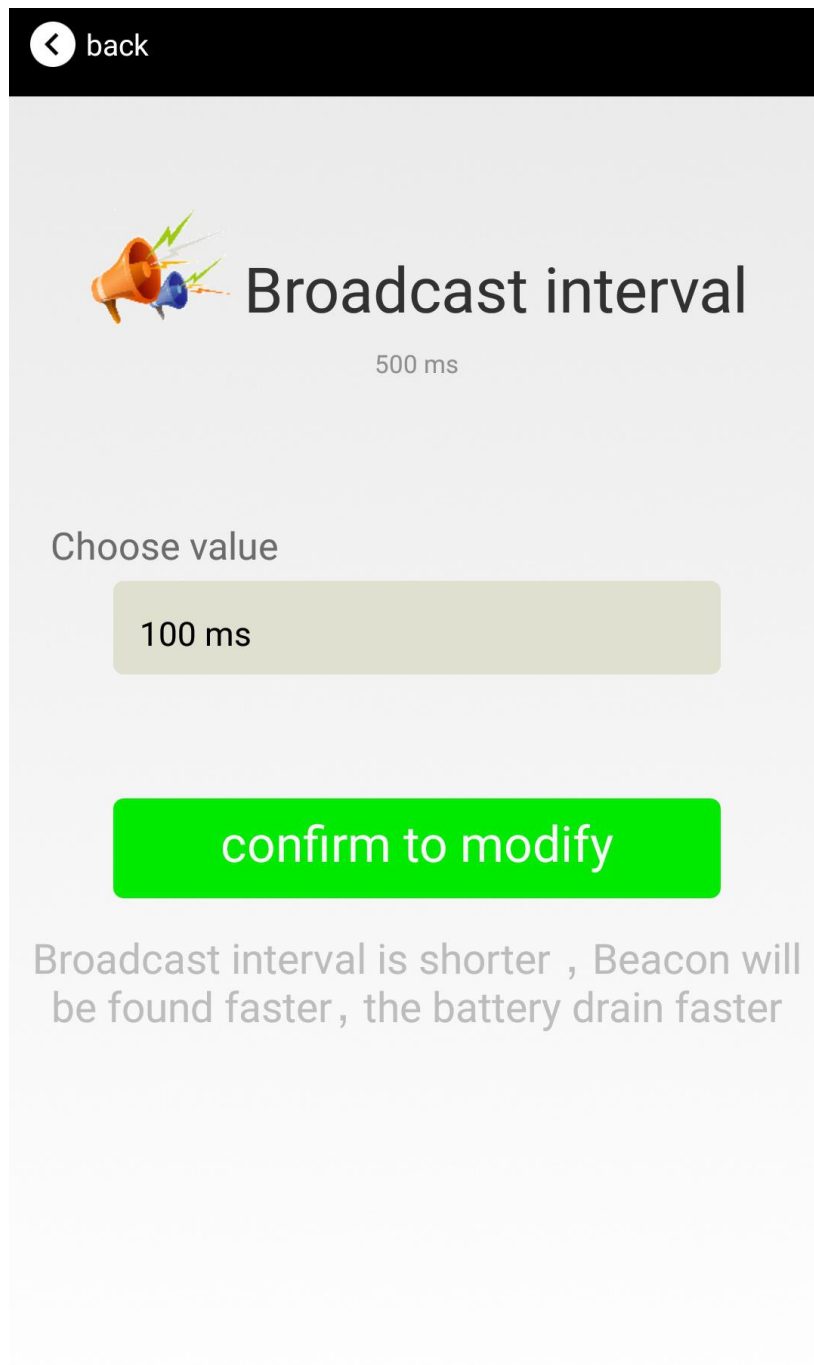 back
Broadcast interval
500 ms
Choose value
100 ms
confirm to modify
Broadcast interval is shorter，Beacon will
be found faster，the battery drain faster